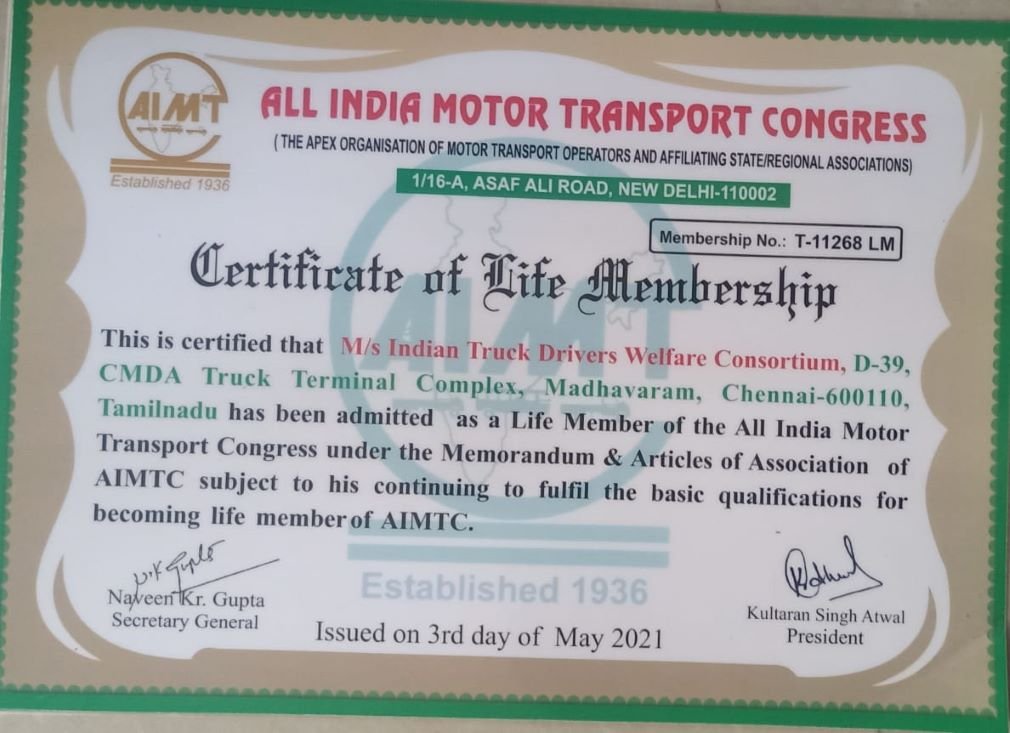 AIMT
Established 1936
ALL INDIA MOTOR TRANSPORT CONGRESS
( THE APEX ORGANISATION OF MOTOR TRANSPORT OPERATORS AND AFFILIATING STATE/REGIONAL ASSOCIATIONS)
1/16-A, ASAF ALI ROAD, NEW DELHI-110002
Membership No.: T-11268 LM
Certificate of Life Membership
This is certified that M/s Indian Truck Drivers Welfare Consortium, D-39,
CMDA Truck Terminal Complex, Madhavaram, Chennai-600110,
Tamilnadu has been admitted as a Life Member of the All India Motor
Transport Congress under the Memorandum & Articles of Association of
AIMTC subject to his continuing to fulfil the basic qualifications for
becoming life member of AIMTC.
AIMT
Established 1936
N.K Gupta
Naveen Kr. Gupta
Secretary General
Issued on 3rd day of May 2021
Kultaran Singh Atwal
President